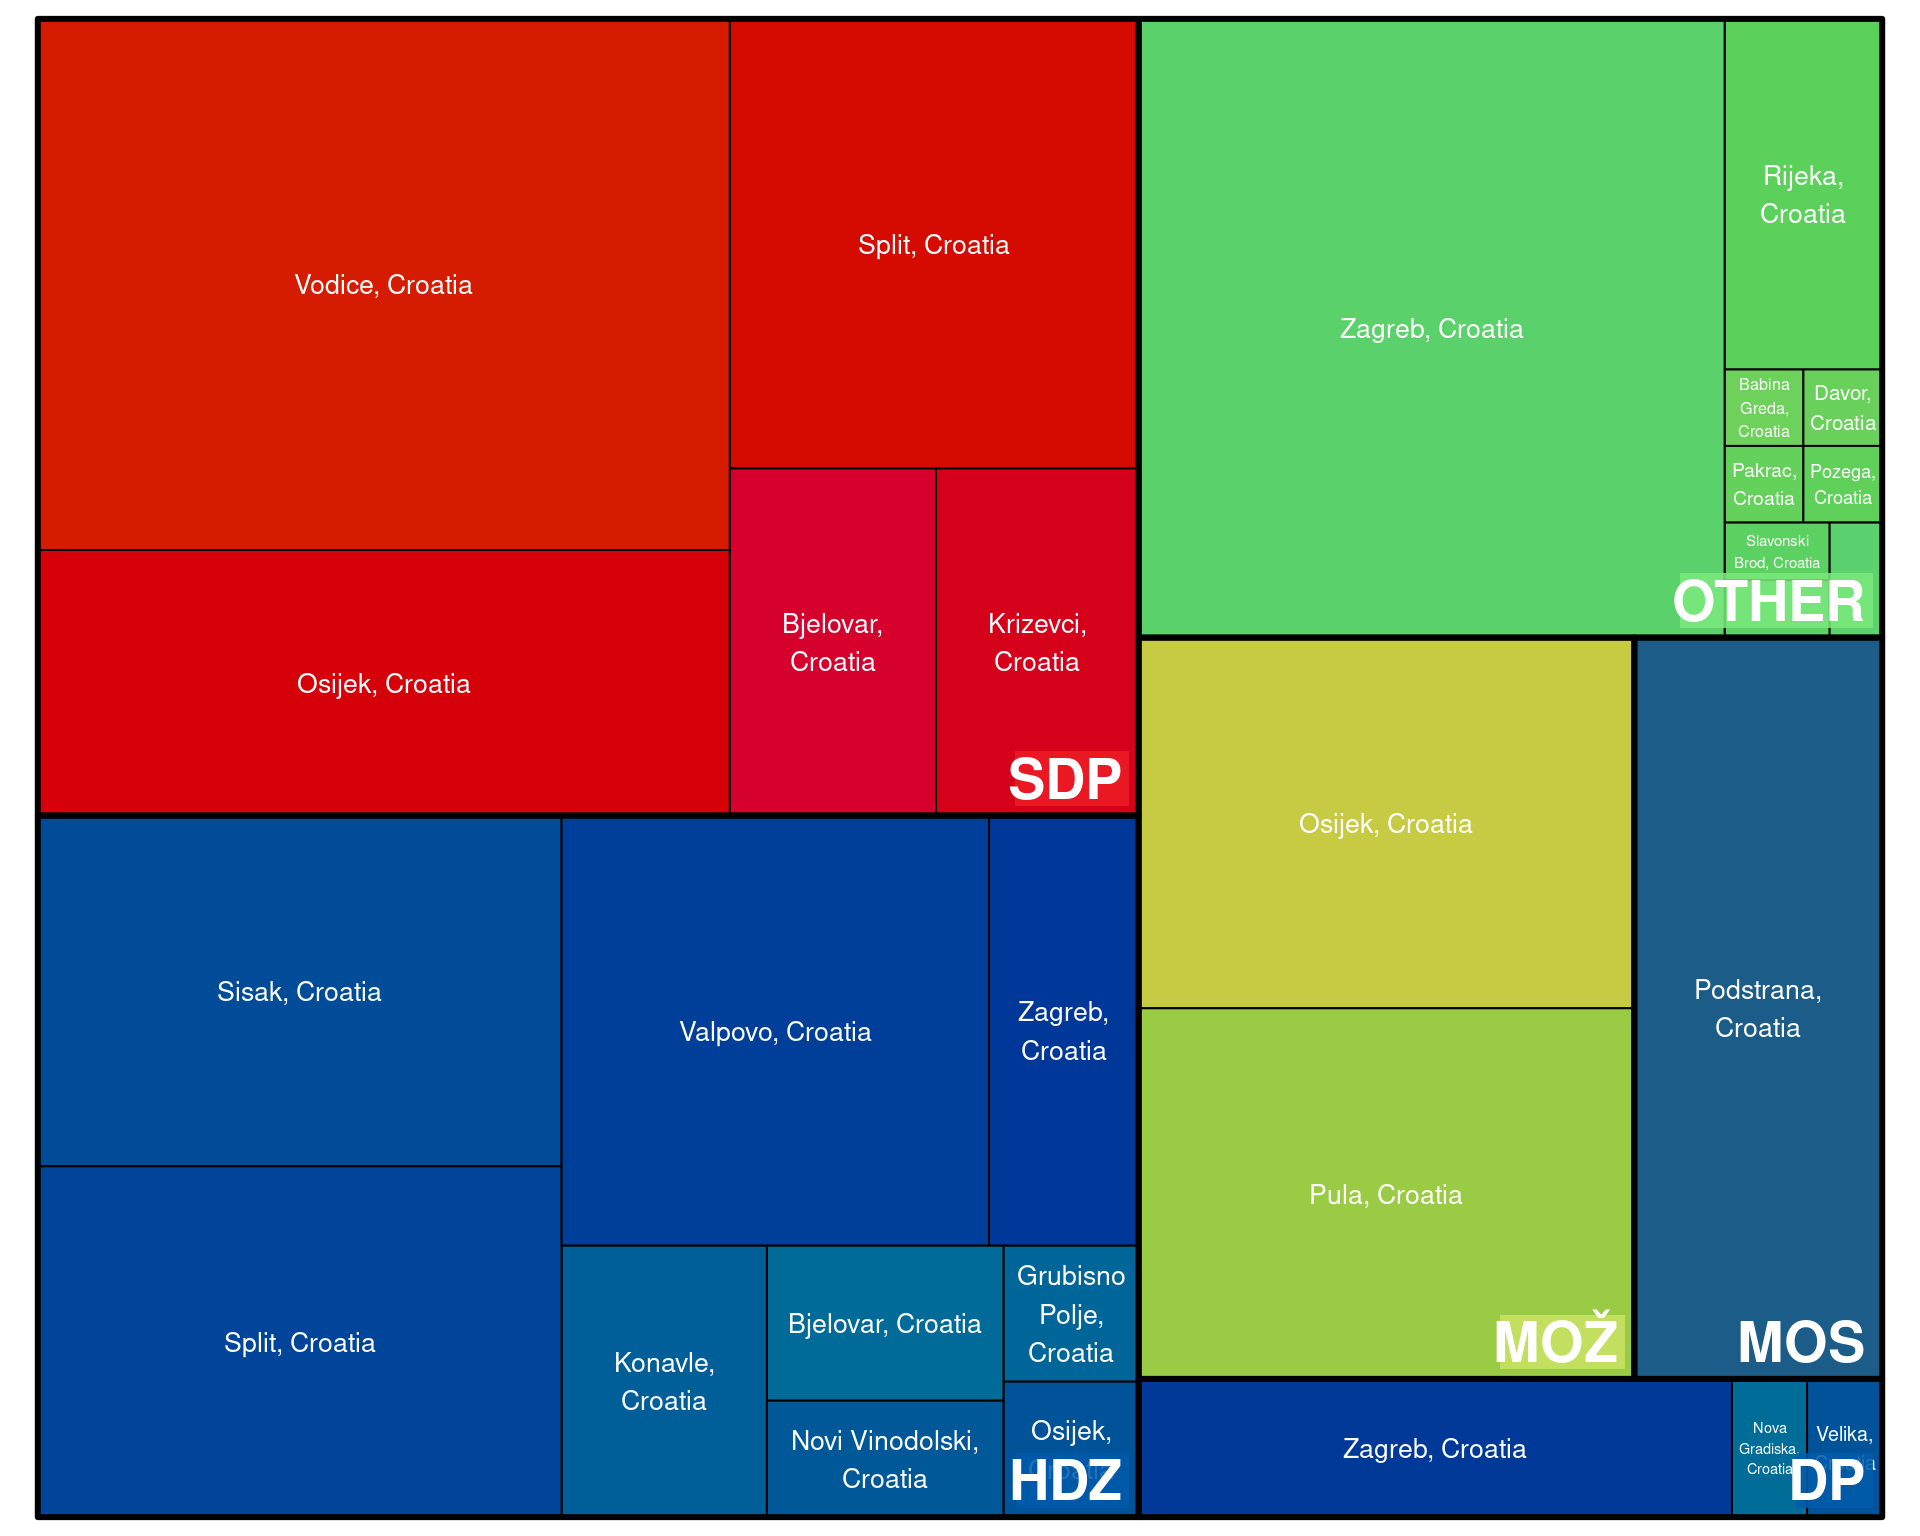 Vodice, Croatia
Split, Croatia
Osijek, Croatia
Bjelovar,
Croatia
Krizevci,
Croatia
SDP
Zagreb, Croatia
Rijeka,
Croatia
Babina
Greda,
Croatia
Davor,
Croatia
Pakrac,
Croatia
Pozega,
Croatia
Slavonski
Brod, Croatia
OTHER
Sisak, Croatia
Split, Croatia
Valpovo, Croatia
Zagreb,
Croatia
Konavle,
Croatia
Bjelovar, Croatia
Novi Vinodolski,
Croatia
Grubisno
Polje,
Croatia
Osijek,
HDZ
Osijek, Croatia
Pula, Croatia
MOŽ
Podstrana,
Croatia
MOS
Zagreb, Croatia
Nova
Gradiska,
Croatia
Velika,
DP